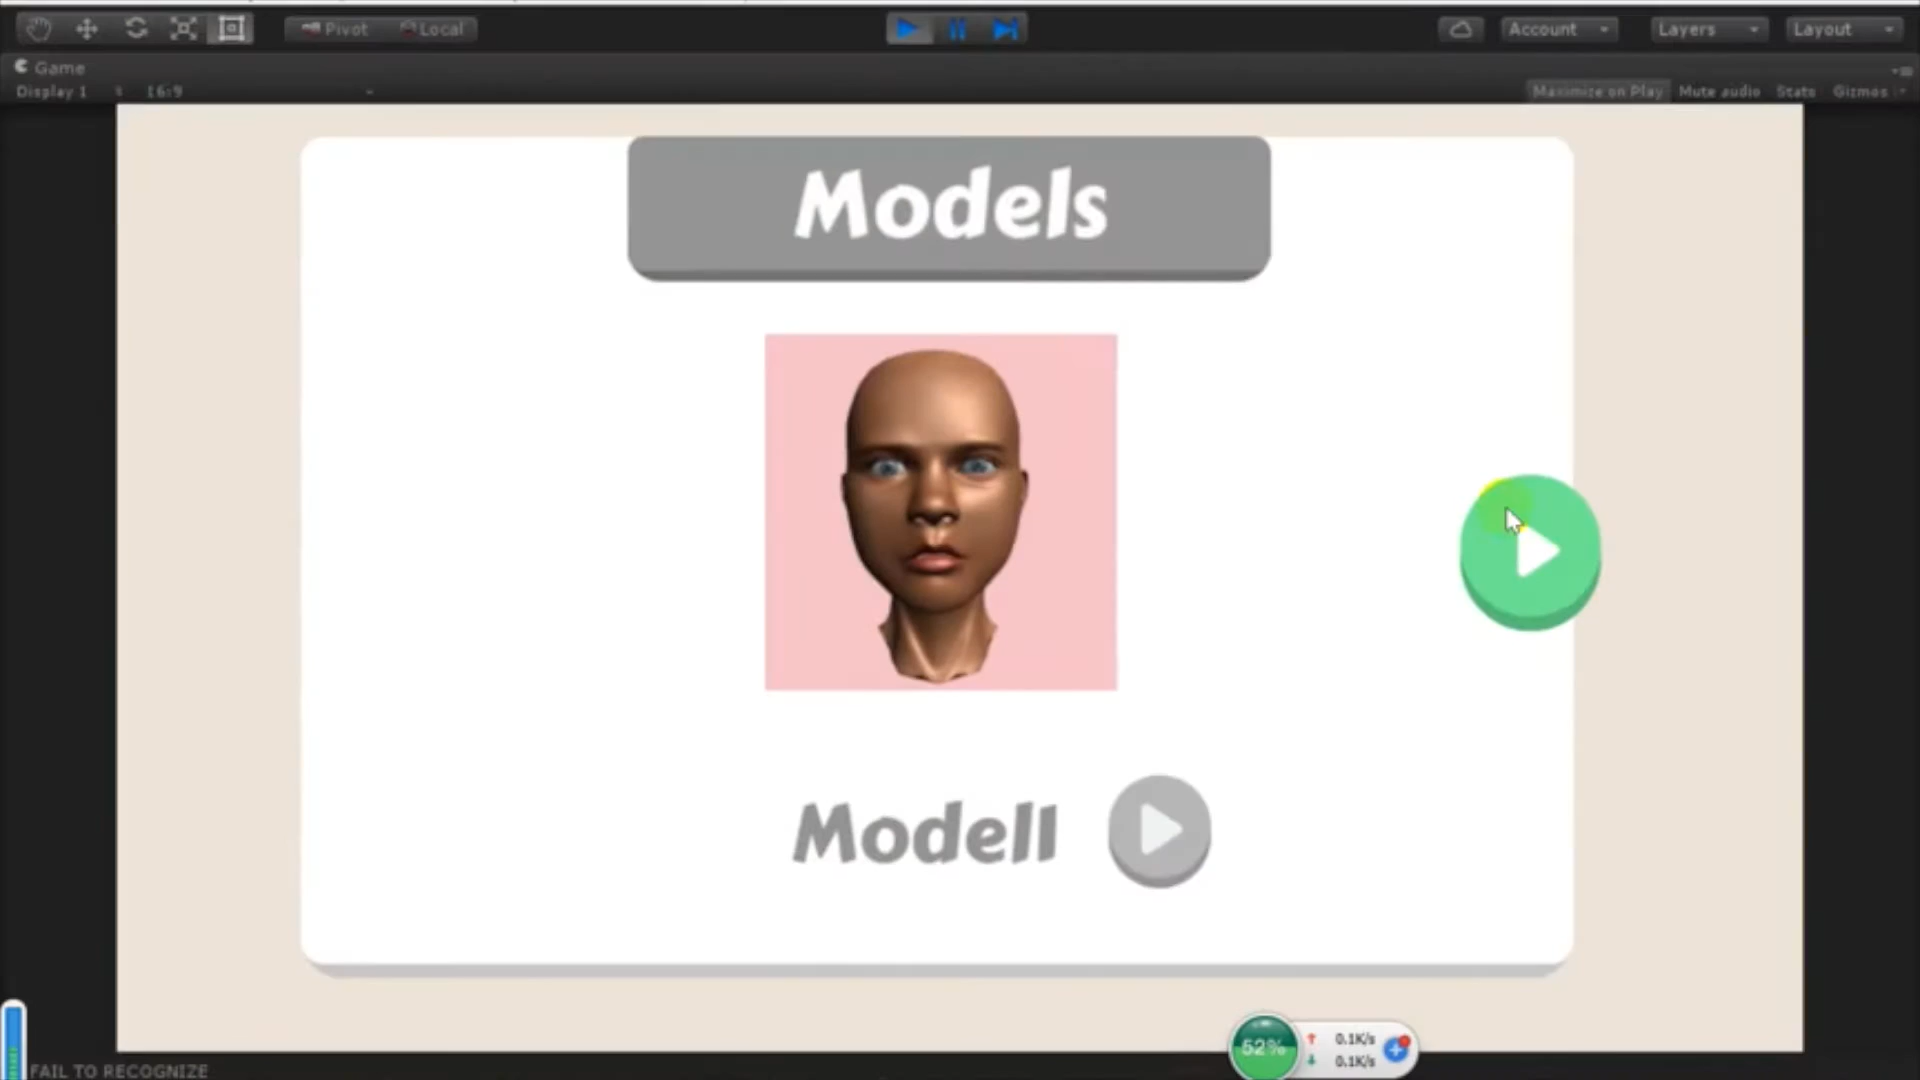 Pivot Local Account Layers Layout
Game
Display 1 16:9 Maximize on Play Mute audio Stats Gizmos
Models
Model1
52% 0.1K/s
0.1K/s
FAIL TO RECOGNIZE